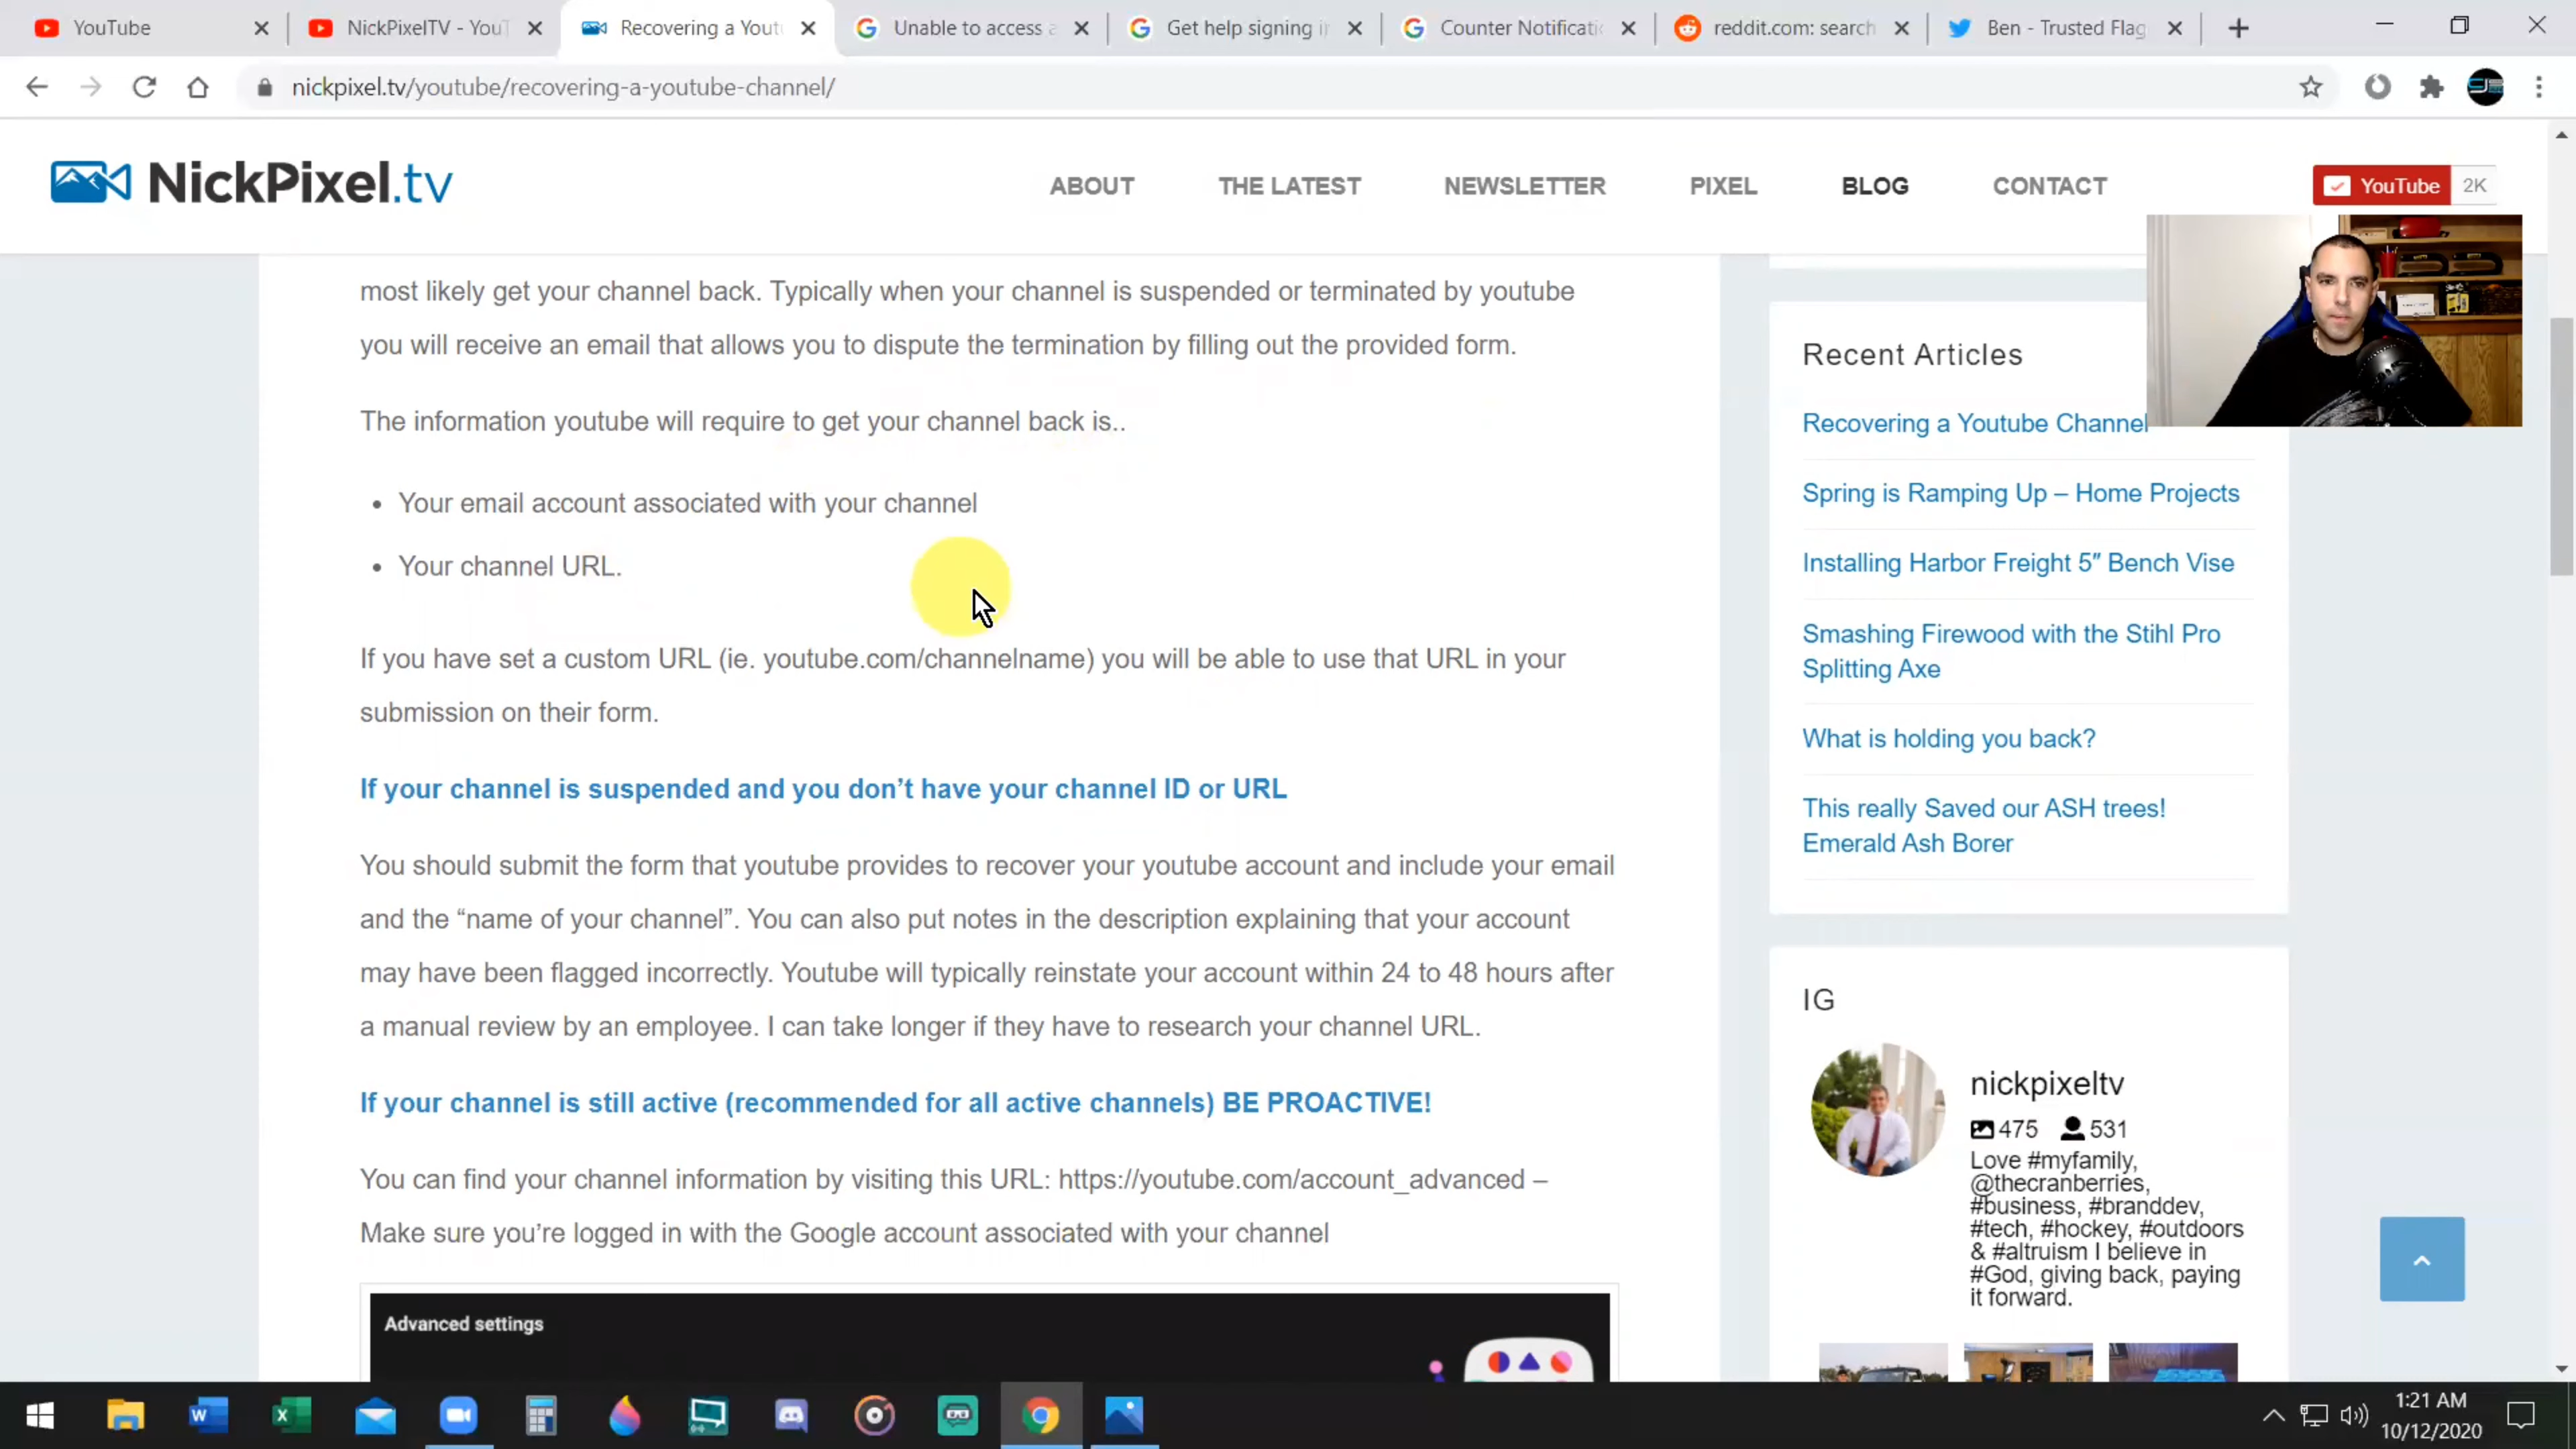 YouTube
NickPixelTV - YouT
Recovering a Yout
Unable to access a
Get help signing in
Counter Notificatio
reddit.com: search
Ben - Trusted Flag
nickpixel.tv/youtube/recovering-a-youtube-channel/
NickPixel.tv
ABOUT THE LATEST NEWSLETTER PIXEL BLOG CONTACT
YouTube 2K
most likely get your channel back. Typically when your channel is suspended or terminated by youtube
you will receive an email that allows you to dispute the termination by filling out the provided form.
The information youtube will require to get your channel back is..
• Your email account associated with your channel
• Your channel URL.
If you have set a custom URL (ie. youtube.com/channelname) you will be able to use that URL in your
submission on their form.
If your channel is suspended and you don’t have your channel ID or URL
You should submit the form that youtube provides to recover your youtube account and include your email
and the “name of your channel”. You can also put notes in the description explaining that your account
may have been flagged incorrectly. Youtube will typically reinstate your account within 24 to 48 hours after
a manual review by an employee. I can take longer if they have to research your channel URL.
If your channel is still active (recommended for all active channels) BE PROACTIVE!
You can find your channel information by visiting this URL: https://youtube.com/account_advanced –
Make sure you’re logged in with the Google account associated with your channel
Advanced settings
Recent Articles
Recovering a Youtube Channel
Spring is Ramping Up – Home Projects
Installing Harbor Freight 5″ Bench Vise
Smashing Firewood with the Stihl Pro
Splitting Axe
What is holding you back?
This really Saved our ASH trees!
Emerald Ash Borer
IG
nickpixeltv
475 531
Love #myfamily,
@thecranberries,
#business, #branddev,
#tech, #hockey, #outdoors
& #altruism I believe in
#God, giving back, paying
it forward.
1:21 AM
10/12/2020